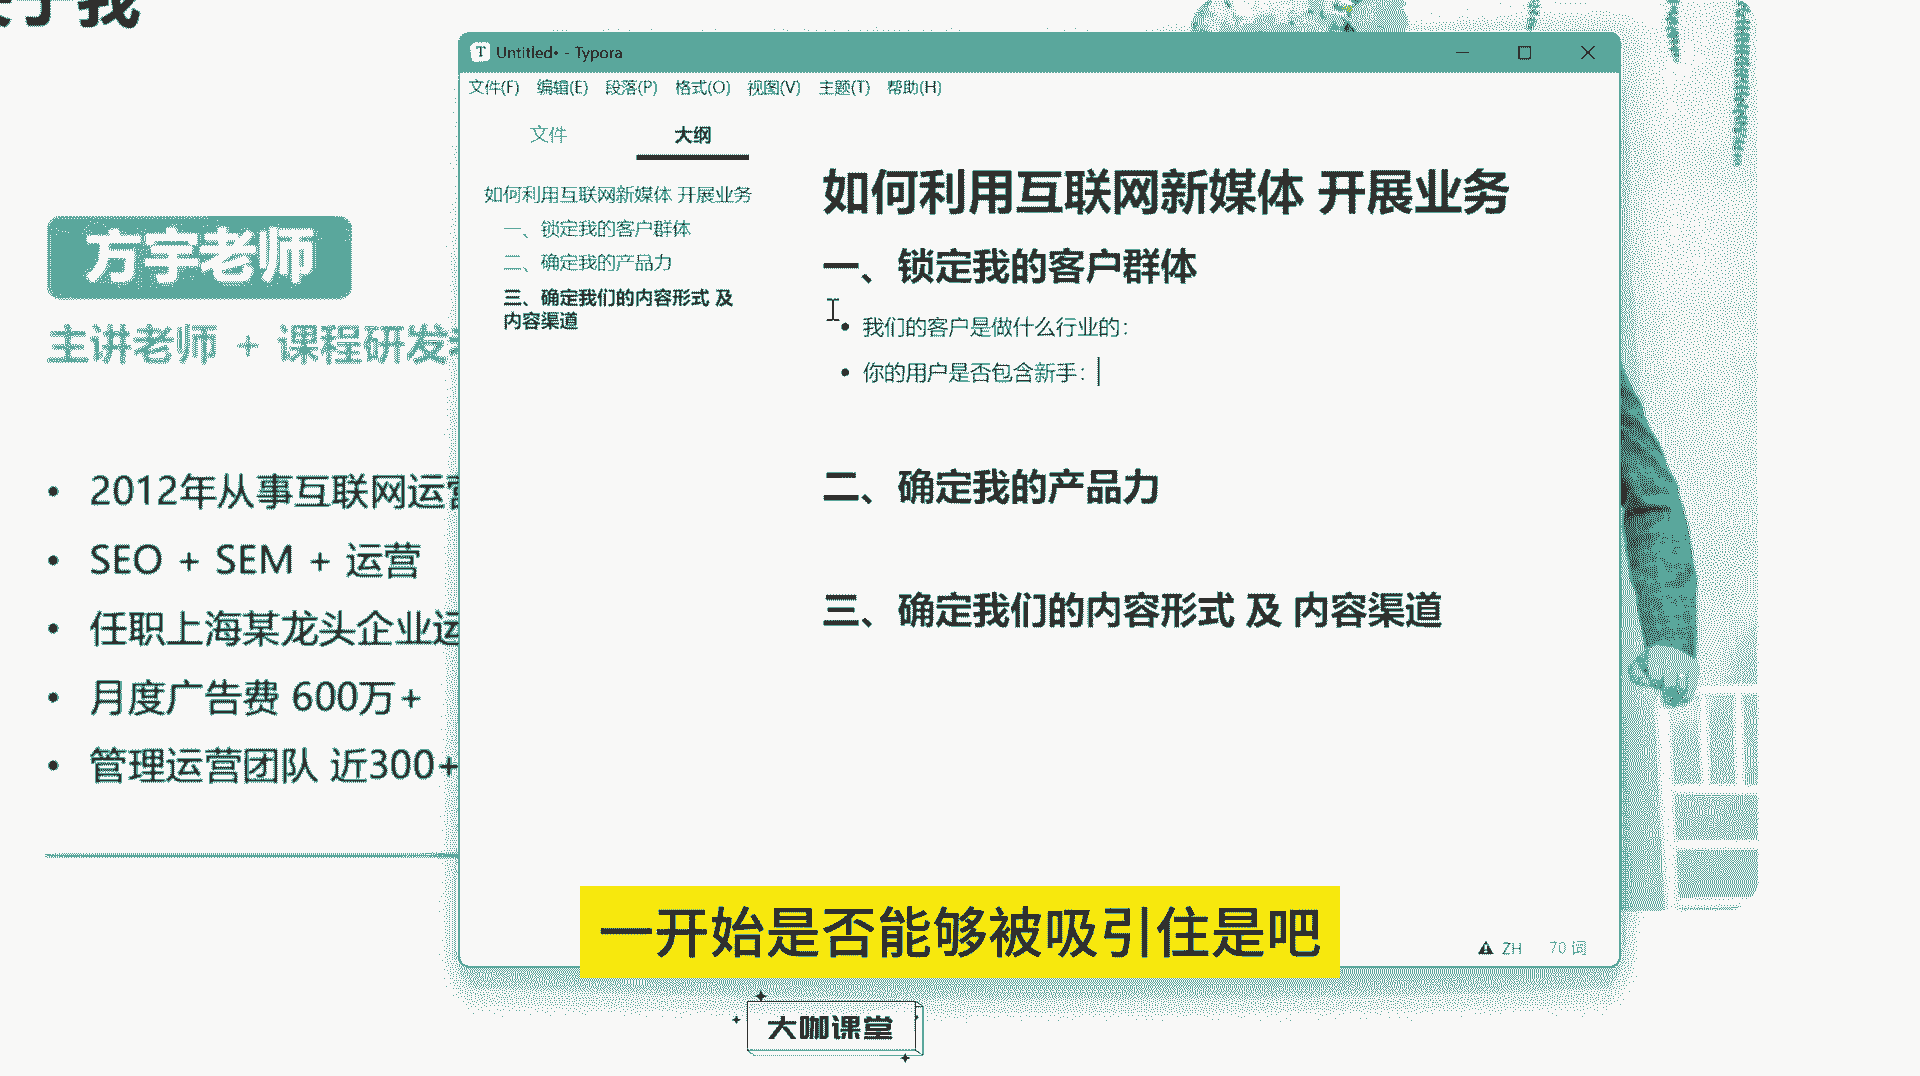 于我
方宇老师
主讲老师 + 课程研发
• 2012年从事互联网运营
• SEO + SEM + 运营
• 任职上海某龙头企业运
• 月度广告费 600万+
• 管理运营团队 近300+
Untitled• - Typora
文件(F) 编辑(E) 段落(P) 格式(O) 视图(V) 主题(T) 帮助(H)
文件 大纲
如何利用互联网新媒体 开展业务
一、锁定我的客户群体
二、确定我的产品力
三、确定我们的内容形式 及
内容渠道
如何利用互联网新媒体 开展业务
一、锁定我的客户群体
• 我们的客户是做什么行业的：
• 你的用户是否包含新手：
二、确定我的产品力
三、确定我们的内容形式 及 内容渠道
ZH 70 词
一开始是否能够被吸引住是吧
大咖课堂